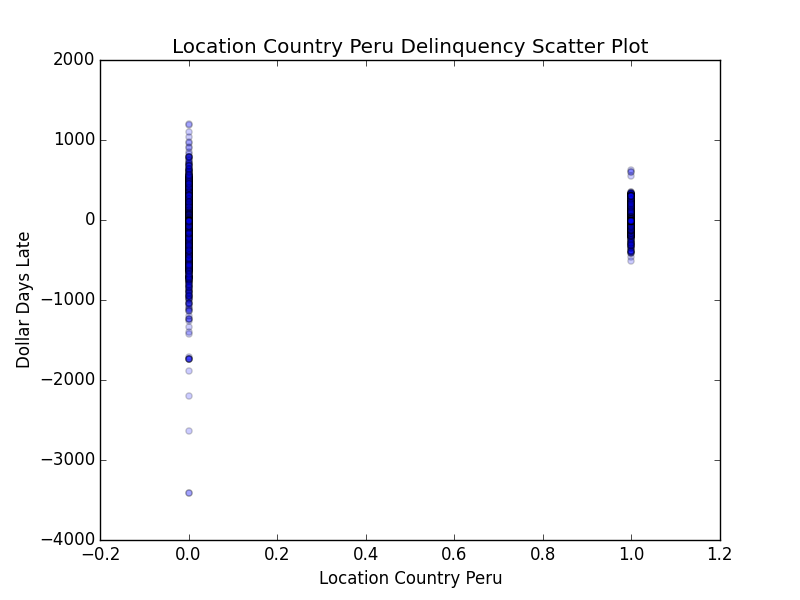 Location Country Peru Delinquency Scatter Plot
2000
1000
0
−1000
−2000
−3000
−4000
Dollar Days Late
−0.2 0.0 0.2 0.4 0.6 0.8 1.0 1.2
Location Country Peru